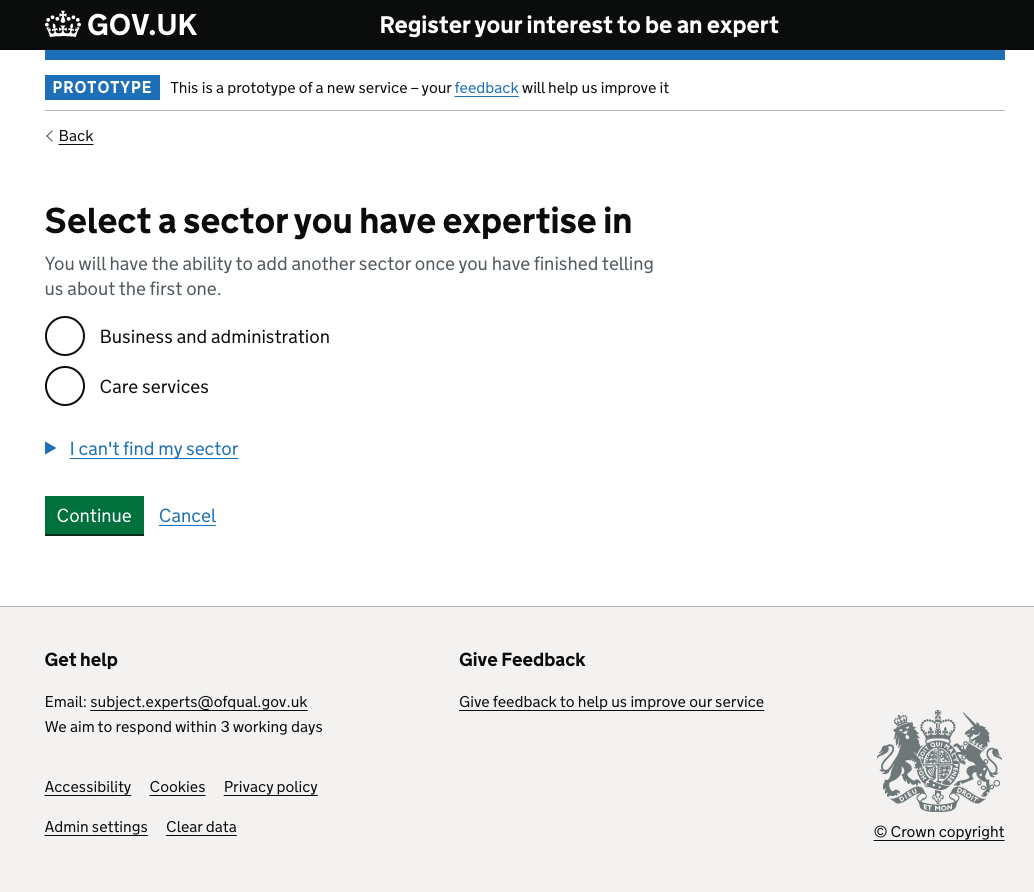 GOV.UK
Register your interest to be an expert
PROTOTYPE This is a prototype of a new service – your feedback will help us improve it
Back
Select a sector you have expertise in
You will have the ability to add another sector once you have finished telling
us about the first one.
Business and administration
Care services
I can't find my sector
Continue Cancel
Get help
Email: subject.experts@ofqual.gov.uk
We aim to respond within 3 working days
Accessibility Cookies Privacy policy
Admin settings Clear data
Give Feedback
Give feedback to help us improve our service
DIEU ET MON DROIT
© Crown copyright